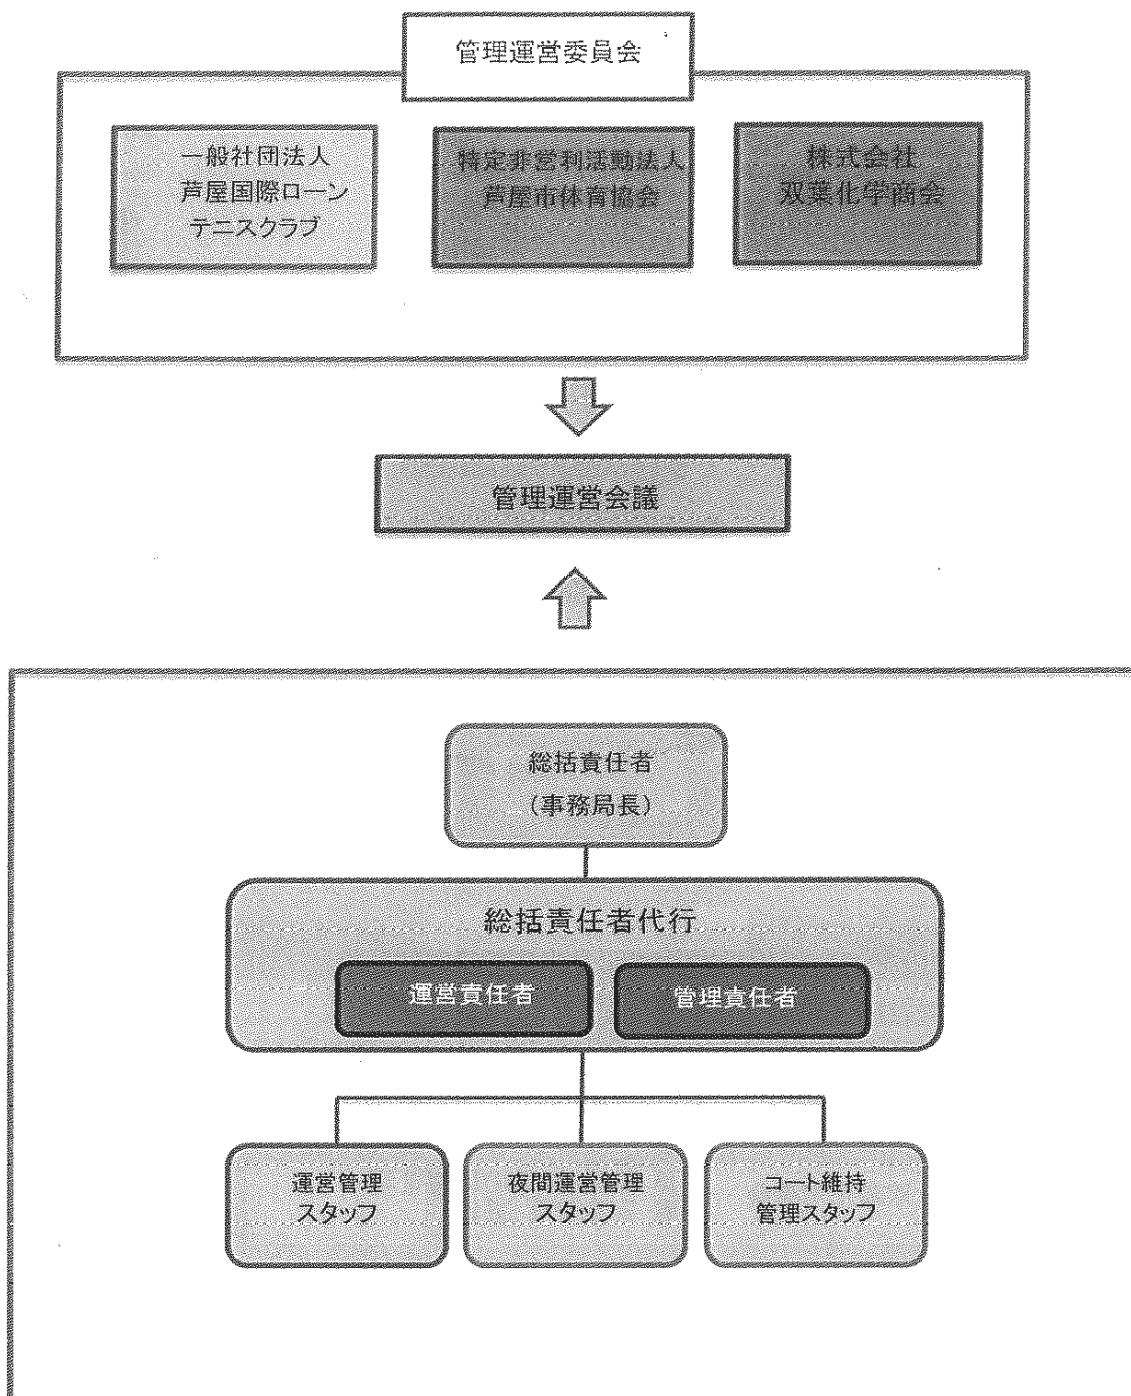 管理運営委員会
一般社団法人
芦屋国際ローン
テニスクラブ
特定非営利活動法人
芦屋市体育協会
株式会社
双葉化学商会
管理運営会議
総括責任者
(事務局長)
総括責任者代行
運営責任者
管理責任者
運営管理
スタッフ
夜間運営管理
スタッフ
コート維持
管理スタッフ